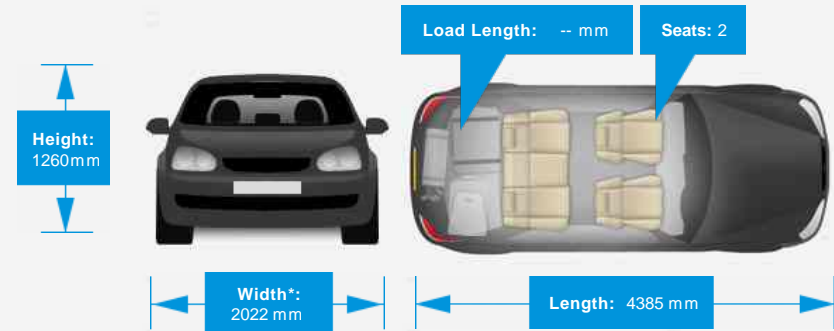 Load Length: -- mm
Seats: 2
Height:
1260mm
Width*:
2022 mm
Length: 4385 mm